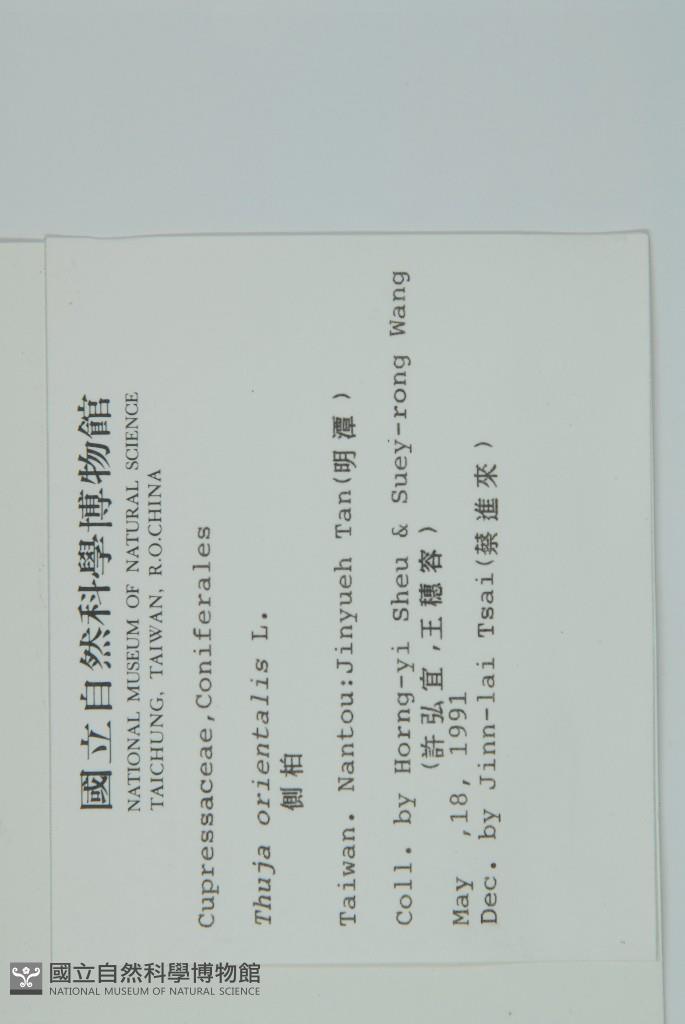 國立自然科學博物館
NATIONAL MUSEUM OF NATURAL SCIENCE
TAICHUNG, TAIWAN, R.O.CHINA
Cupressaceae,Coniferales
Thuja orientalis L.
側柏
Taiwan. Nantou:Jinyueh Tan(明潭)
Coll. by Horng-yi Sheu & Suey-rong Wang
(許弘宜,王穗容)
May ,18, 1991
Dec. by Jinn-lai Tsai(蔡進來)
國立自然科學博物館
NATIONAL MUSEUM OF NATURAL SCIENCE